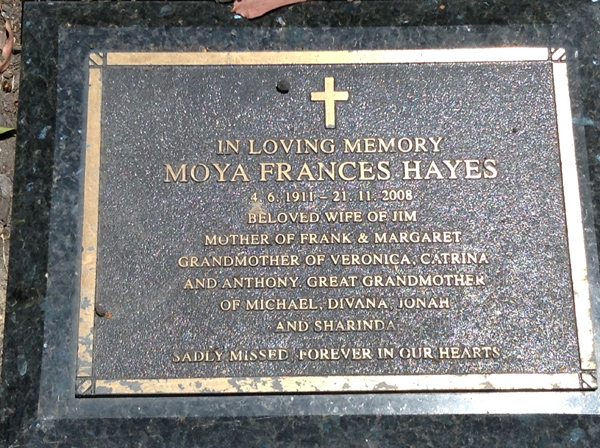 IN LOVING MEMORY
MOYA FRANCES HAYES
4. 6. 1911 – 21. 11. 2008
BELOVED WIFE OF JIM
MOTHER OF FRANK & MARGARET
GRANDMOTHER OF VERONICA, CATRINA
AND ANTHONY, GREAT GRANDMOTHER
OF MICHAEL, DIVANA, JONAH
AND SHARINDA
SADLY MISSED, FOREVER IN OUR HEARTS.